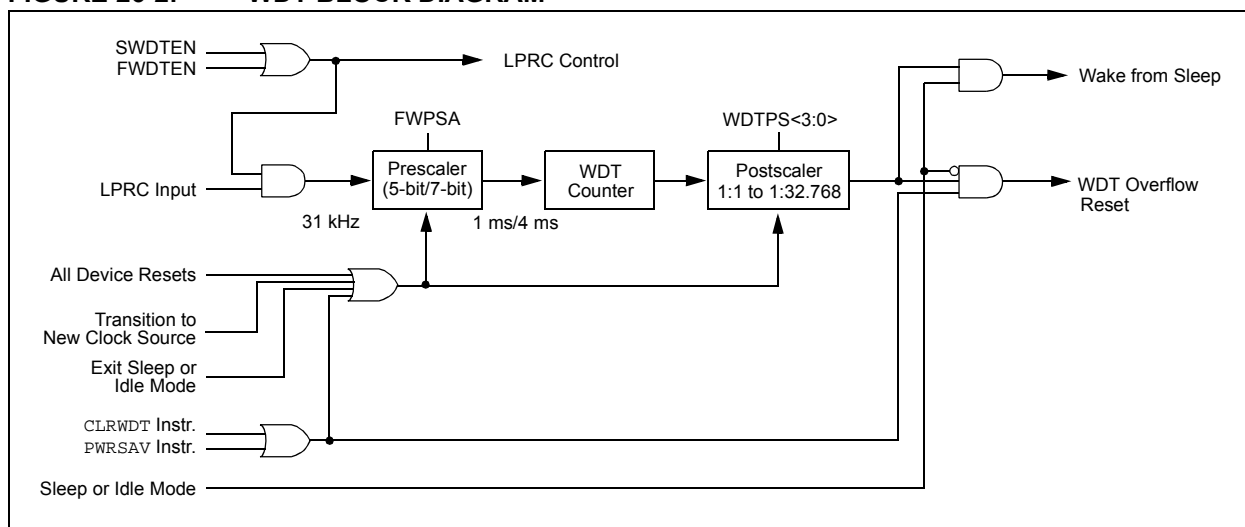 SWDTEN
FWDTEN
LPRC Control
Wake from Sleep
FWPSA
WDTPS<3:0>
LPRC Input
Prescaler
(5-bit/7-bit)
WDT
Counter
Postscaler
1:1 to 1:32.768
WDT Overflow
Reset
31 kHz
1 ms/4 ms
All Device Resets
Transition to
New Clock Source
Exit Sleep or
Idle Mode
CLRWDT Instr.
PWRSAV Instr.
Sleep or Idle Mode